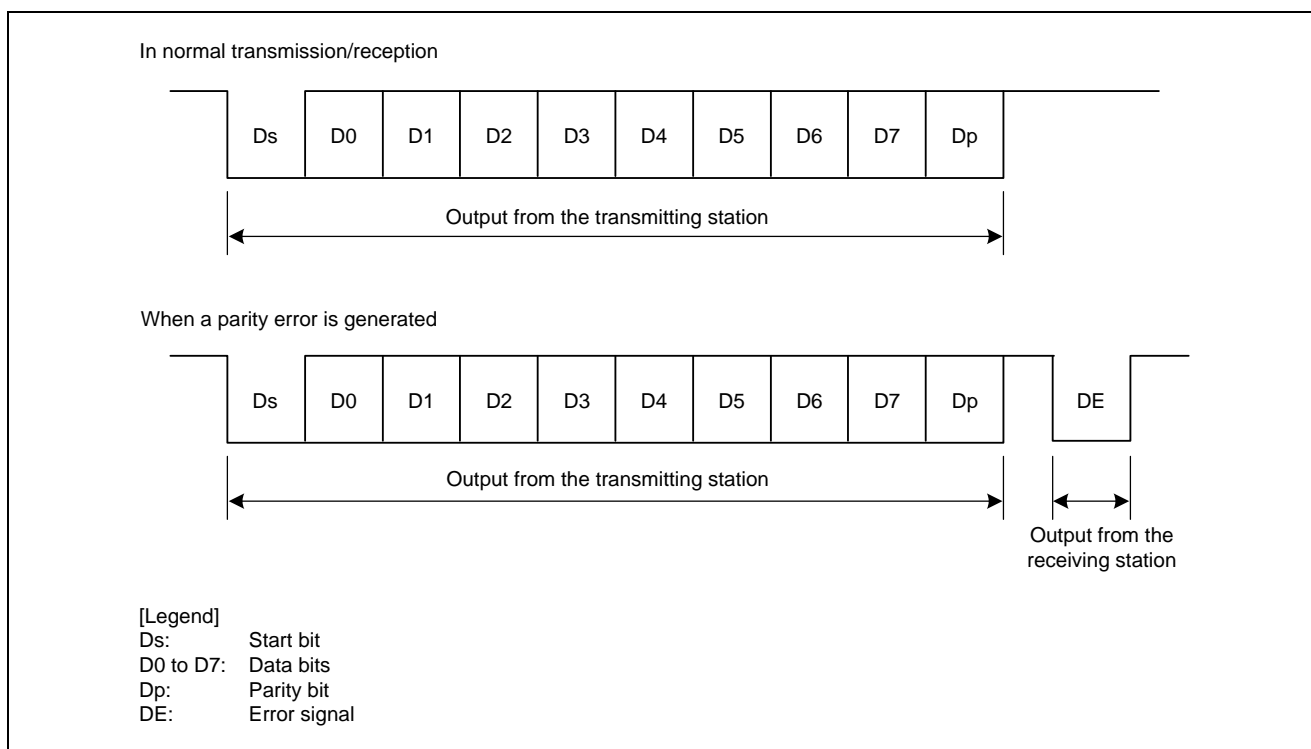 In normal transmission/reception
Ds D0 D1 D2 D3 D4 D5 D6 D7 Dp
Output from the transmitting station
When a parity error is generated
Ds D0 D1 D2 D3 D4 D5 D6 D7 Dp DE
Output from the transmitting station
Output from the
receiving station
[Legend]
Ds: Start bit
D0 to D7: Data bits
Dp: Parity bit
DE: Error signal